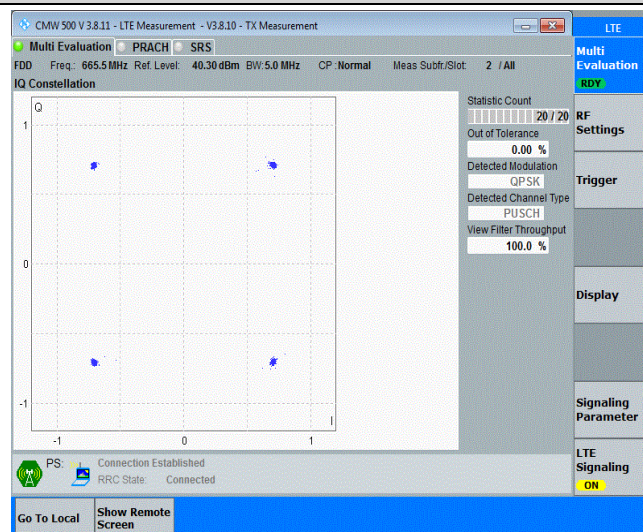 CMW 500 V 3.8.11 - LTE Measurement - V3.8.10 - TX Measurement
LTE
Multi Evaluation PRACH SRS
Multi Evaluation
RDY
FDD Freq.: 665.5 MHz Ref. Level: 40.30 dBm BW: 5.0 MHz CP : Normal Meas Subfr./Slot: 2 / All
IQ Constellation
Q
1
0
-1
-1 0 1
I
Statistic Count
20 / 20
Out of Tolerance
0.00 %
Detected Modulation
QPSK
Detected Channel Type
PUSCH
View Filter Throughput
100.0 %
RF
Settings
Trigger
Display
Signaling
Parameter
LTE
Signaling
ON
PS: Connection Established
RRC State: Connected
Go To Local
Show Remote
Screen